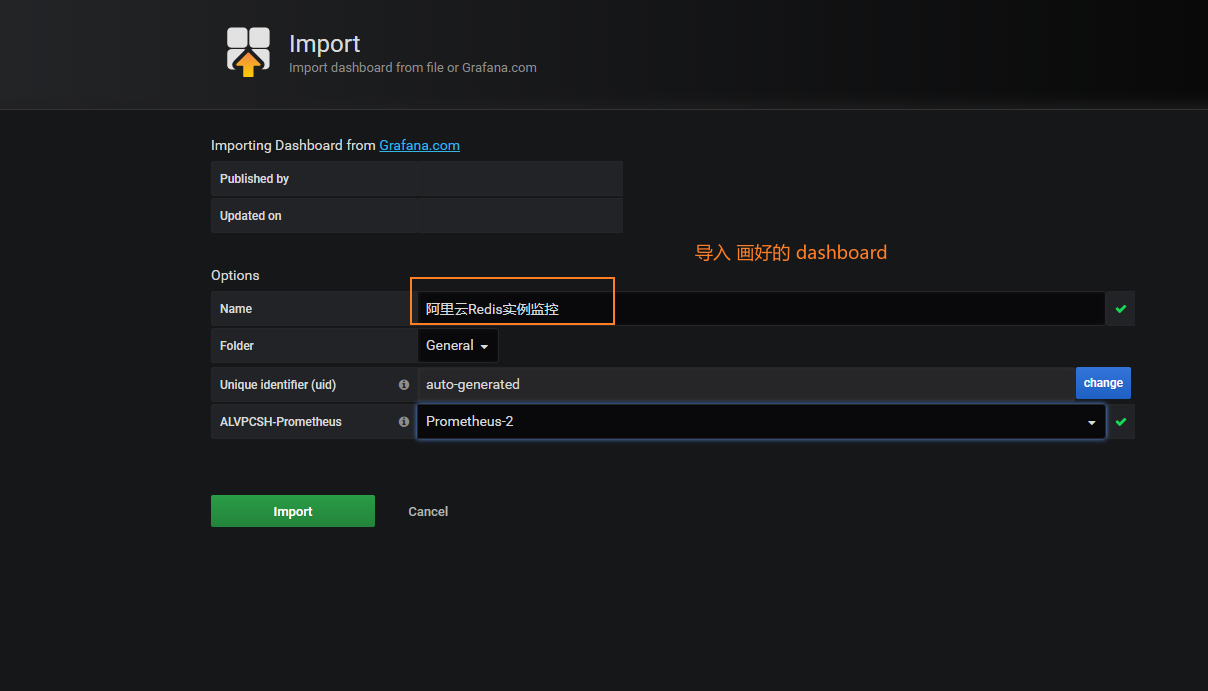 Import
Import dashboard from file or Grafana.com
Importing Dashboard from Grafana.com
Published by
Updated on
导入 画好的 dashboard
Options
Name 阿里云Redis实例监控
Folder General
Unique identifier (uid) auto-generated change
ALVPCSH-Prometheus Prometheus-2
Import Cancel